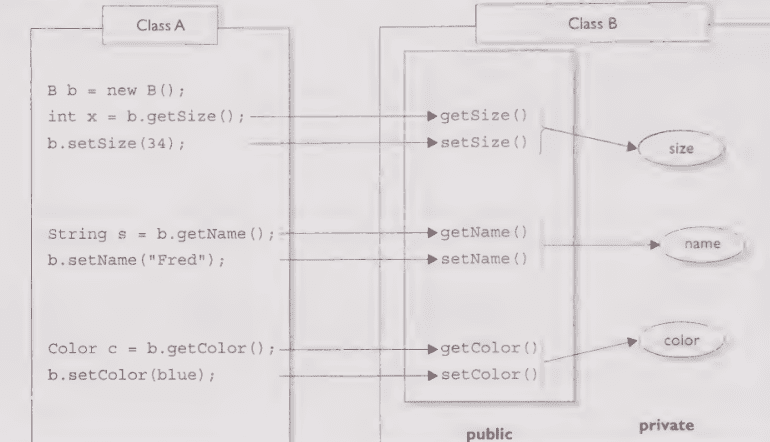 Class A
B b = new B();
int x = b.getSize();
b.setSize(34);
String s = b.getName();
b.setName("Fred");
Color c = b.getColor();
b.setColor(blue);
Class B
getSize()
setSize()
getName()
setName()
getColor()
setColor()
size
name
color
public
private